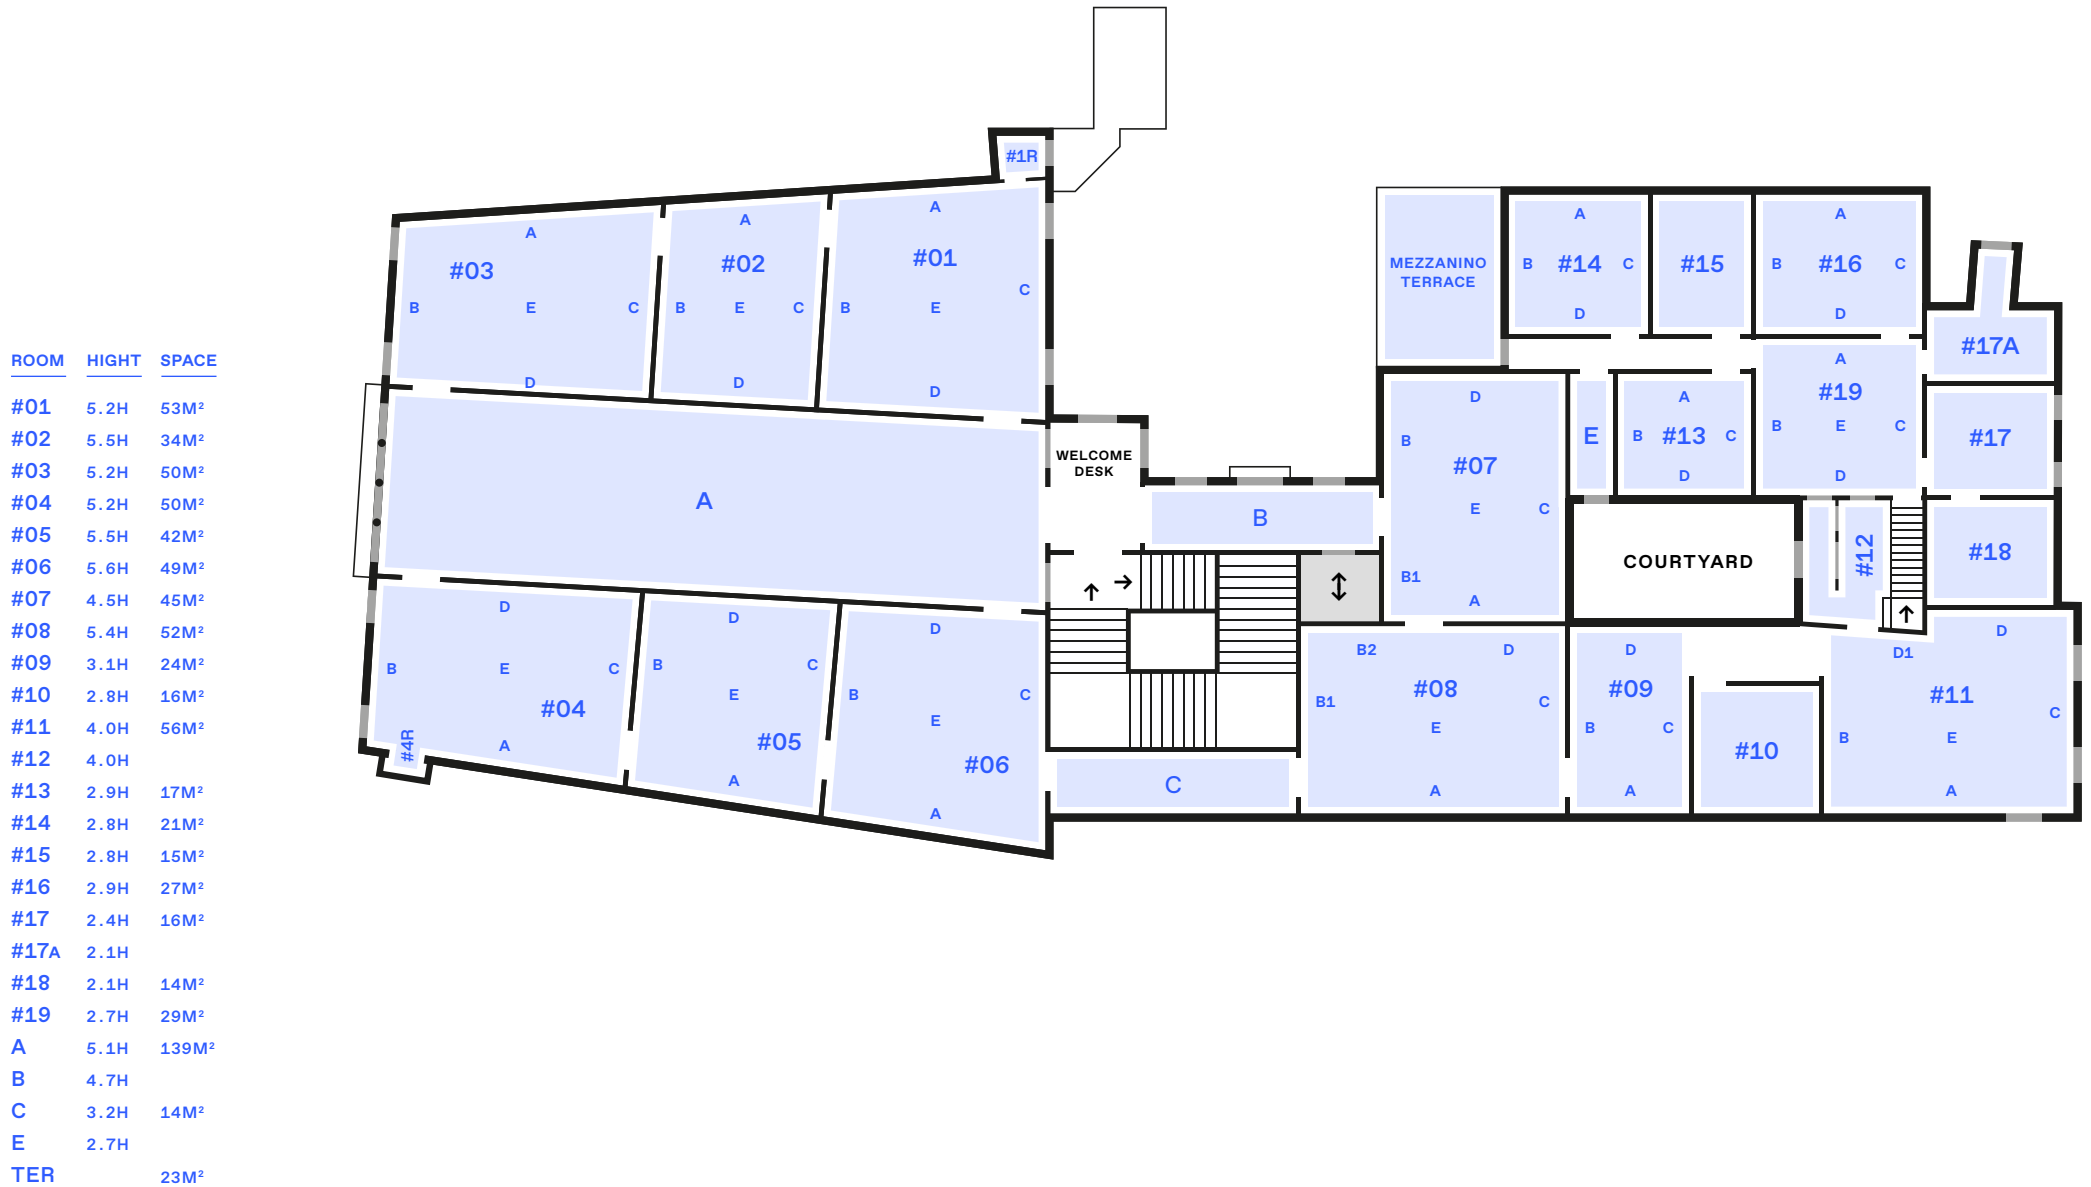 ROOM HIGHT SPACE
#01 5.2H 53M²
#02 5.5H 34M²
#03 5.2H 50M²
#04 5.2H 50M²
#05 5.5H 42M²
#06 5.6H 49M²
#07 4.5H 45M²
#08 5.4H 52M²
#09 3.1H 24M²
#10 2.8H 16M²
#11 4.0H 56M²
#12 4.0H
#13 2.9H 17M²
#14 2.8H 21M²
#15 2.8H 15M²
#16 2.9H 27M²
#17 2.4H 16M²
#17A 2.1H
#18 2.1H 14M²
#19 2.7H 29M²
A 5.1H 139M²
B 4.7H
C 3.2H 14M²
E 2.7H
TER 23M²
#1R
A
#03
B E C
D
A
#02
B E C
D
A
#01
C
B E
D
A
D
B E C
#04
A
#4R
D
B C
E
#05
A
D
B C
E
#06
A
WELCOME
DESK
B
C
MEZZANINO
TERRACE
A
B #14 C
D
#15
A
B #16 C
D
#17A
D
B
#07
E C
B1
A
E
A
B #13 C
D
A
#19
B E C
D
#17
COURTYARD
#12
#18
B2 D
#08
B1 C
E
A
D
#09
B C
A
#10
D
D1
#11
C
B E
A